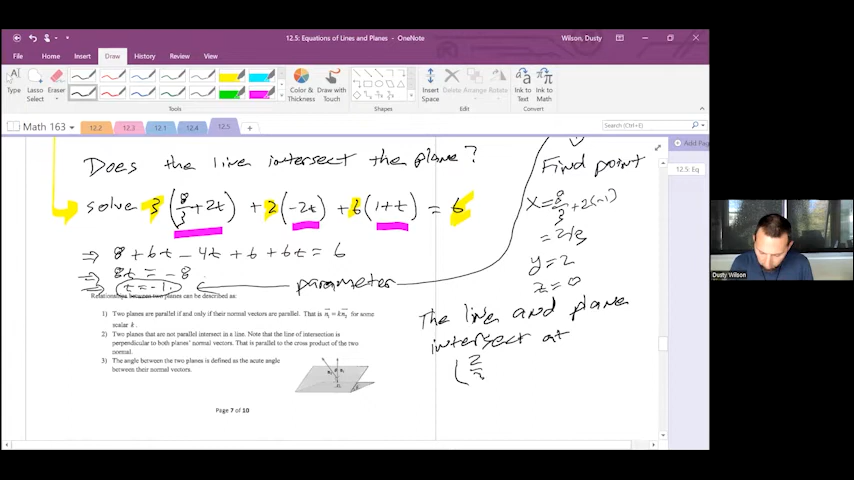 12.5: Equations of Lines and Planes - OneNote
Wilson, Dusty
File Home Insert Draw History Review View
Type
Lasso Select
Eraser
Tools
Color & Thickness
Draw with Touch
Shapes
Insert Space
Delete
Arrange
Rotate
Edit
Ink to Text
Ink to Math
Convert
Math 163
12.2
12.3
12.1
12.4
12.5
Search (Ctrl+E)
Add Page
12.5: Eq
Does the line intersect the plane?
solve 3(8/3+2t) + 2(-2t) + 6(1+t) = 6
⇒ 8 + 6t - 4t + 6 + 6t = 6
⇒ 8t = -8
⇒ t = -1.
parameter
Find point
x = 8/3 + 2(-1)
= 2/3
y = 2
z = 0
The line and plane
intersect at
(2/3
Relationships between two planes can be described as:
1) Two planes are parallel if and only if their normal vectors are parallel. That is n₁ = kn₂ for some
scalar k.
2) Two planes that are not parallel intersect in a line. Note that the line of intersection is
perpendicular to both planes' normal vectors. That is parallel to the cross product of the two
normal.
3) The angle between the two planes is defined as the acute angle
between their normal vectors.
Page 7 of 10
Dusty Wilson